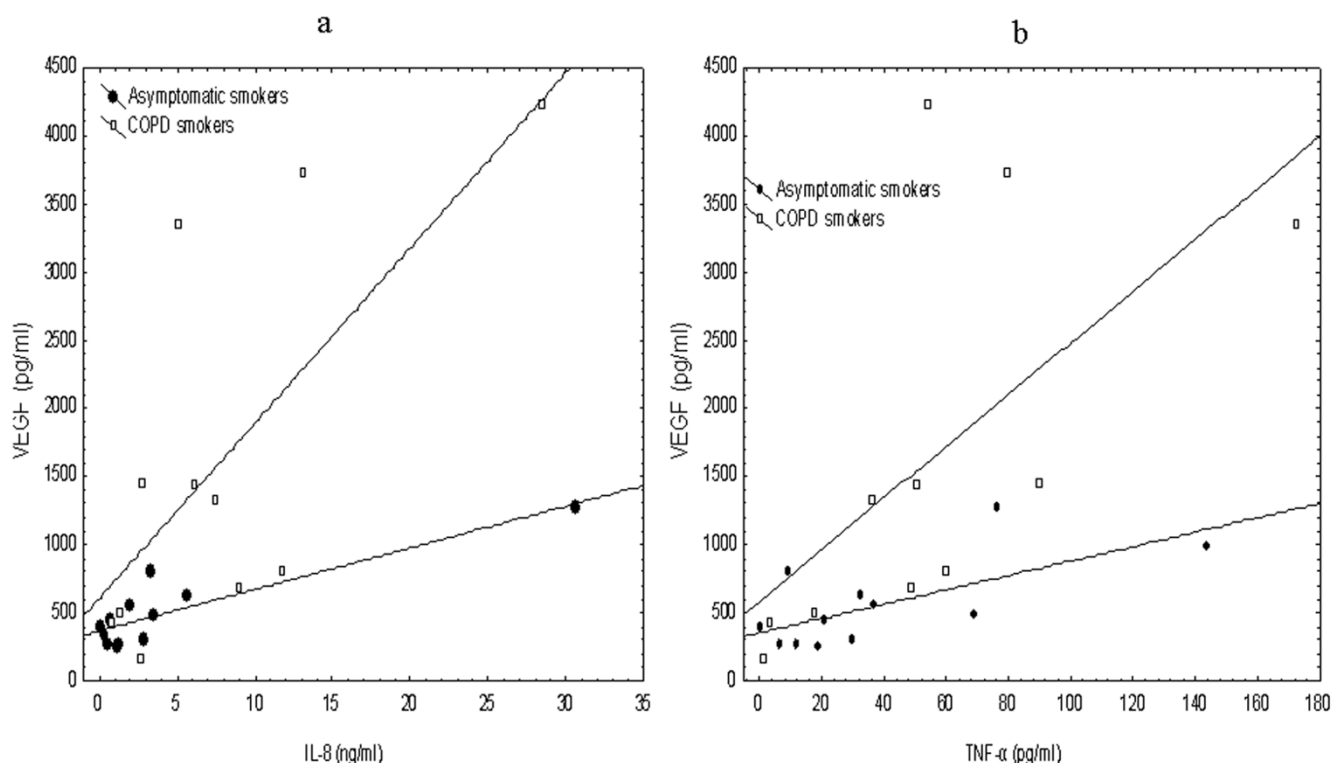 a
4500
4000
3500
3000
2500
2000
1500
1000
500
0
VEGF (pg/ml)
Asymptomatic smokers
COPD smokers
0 5 10 15 20 25 30 35
IL-8 (ng/ml)
b
4500
4000
3500
3000
2500
2000
1500
1000
500
0
VEGF (pg/ml)
Asymptomatic smokers
COPD smokers
0 20 40 60 80 100 120 140 160 180
TNF-α (pg/ml)